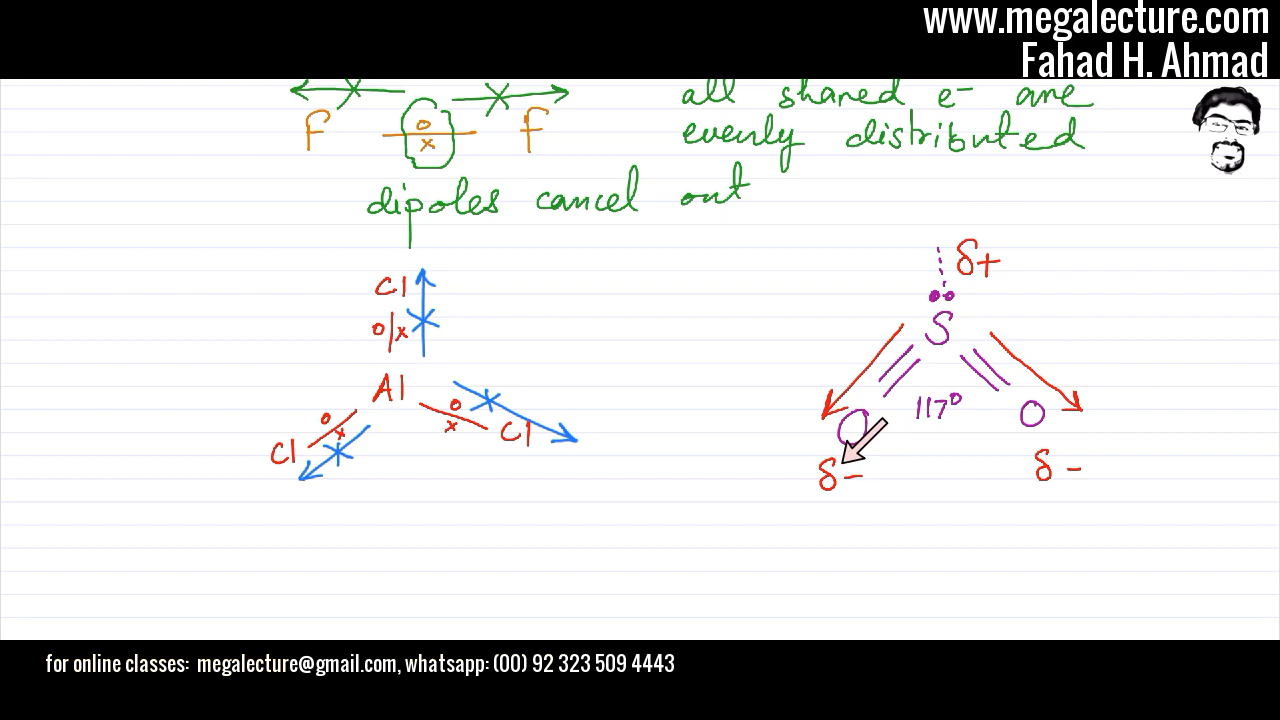 www.megalecture.com
Fahad H. Ahmad
all shared e- are
F o x F
evenly distributed
dipoles cancel out
Cl
o/x
Al
o x Cl
o x Cl
δ+
S
117°
O O
δ- δ-
for online classes: megalecture@gmail.com, whatsapp: (00) 92 323 509 4443